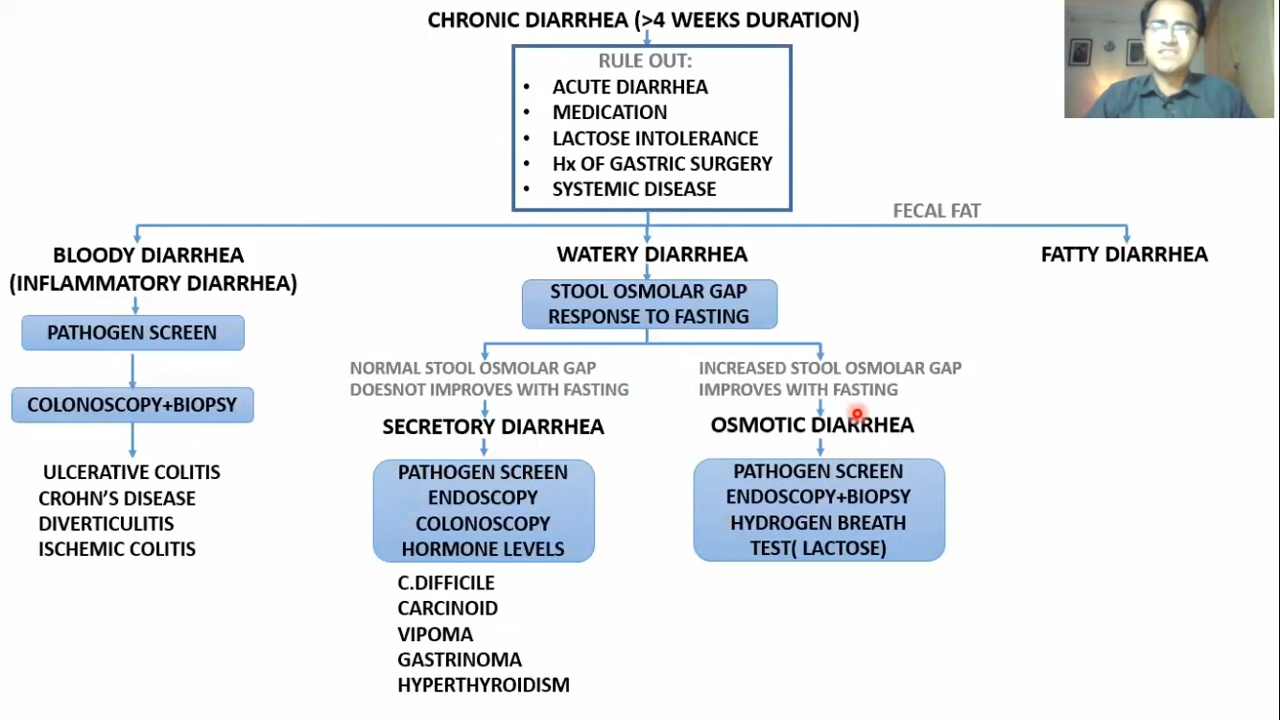 CHRONIC DIARRHEA (>4 WEEKS DURATION)
RULE OUT:
• ACUTE DIARRHEA
• MEDICATION
• LACTOSE INTOLERANCE
• Hx OF GASTRIC SURGERY
• SYSTEMIC DISEASE
FECAL FAT
BLOODY DIARRHEA
(INFLAMMATORY DIARRHEA)
PATHOGEN SCREEN
COLONOSCOPY+BIOPSY
ULCERATIVE COLITIS
CROHN'S DISEASE
DIVERTICULITIS
ISCHEMIC COLITIS
WATERY DIARRHEA
STOOL OSMOLAR GAP
RESPONSE TO FASTING
NORMAL STOOL OSMOLAR GAP
DOESNOT IMPROVES WITH FASTING
SECRETORY DIARRHEA
PATHOGEN SCREEN
ENDOSCOPY
COLONOSCOPY
HORMONE LEVELS
C.DIFFICILE
CARCINOID
VIPOMA
GASTRINOMA
HYPERTHYROIDISM
INCREASED STOOL OSMOLAR GAP
IMPROVES WITH FASTING
OSMOTIC DIARRHEA
PATHOGEN SCREEN
ENDOSCOPY+BIOPSY
HYDROGEN BREATH
TEST( LACTOSE)
FATTY DIARRHEA